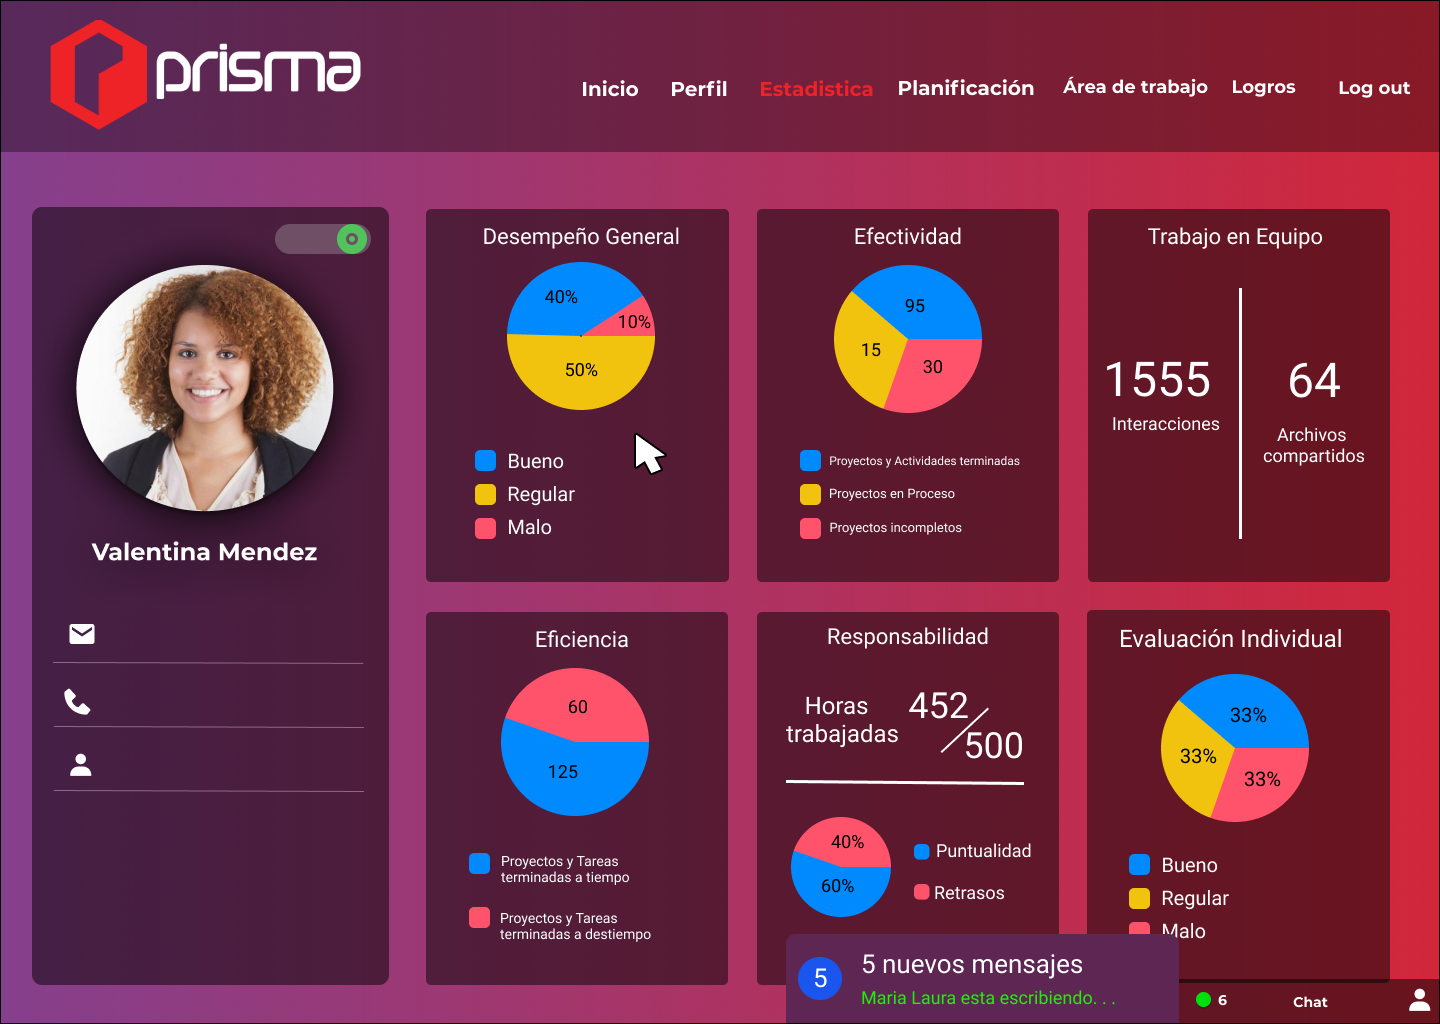 prisma
Inicio Perfil Estadistica Planificación Área de trabajo Logros Log out
Valentina Mendez
Desempeño General
40%
10%
50%
Bueno
Regular
Malo
Efectividad
95
15
30
Proyectos y Actividades terminadas
Proyectos en Proceso
Proyectos incompletos
Trabajo en Equipo
1555
Interacciones
64
Archivos
compartidos
Eficiencia
60
125
Proyectos y Tareas
terminadas a tiempo
Proyectos y Tareas
terminadas a destiempo
Responsabilidad
Horas
trabajadas
452
500
40%
60%
Puntualidad
Retrasos
Evaluación Individual
33%
33%
33%
Bueno
Regular
Malo
5
5 nuevos mensajes
Maria Laura esta escribiendo. . .
6
Chat